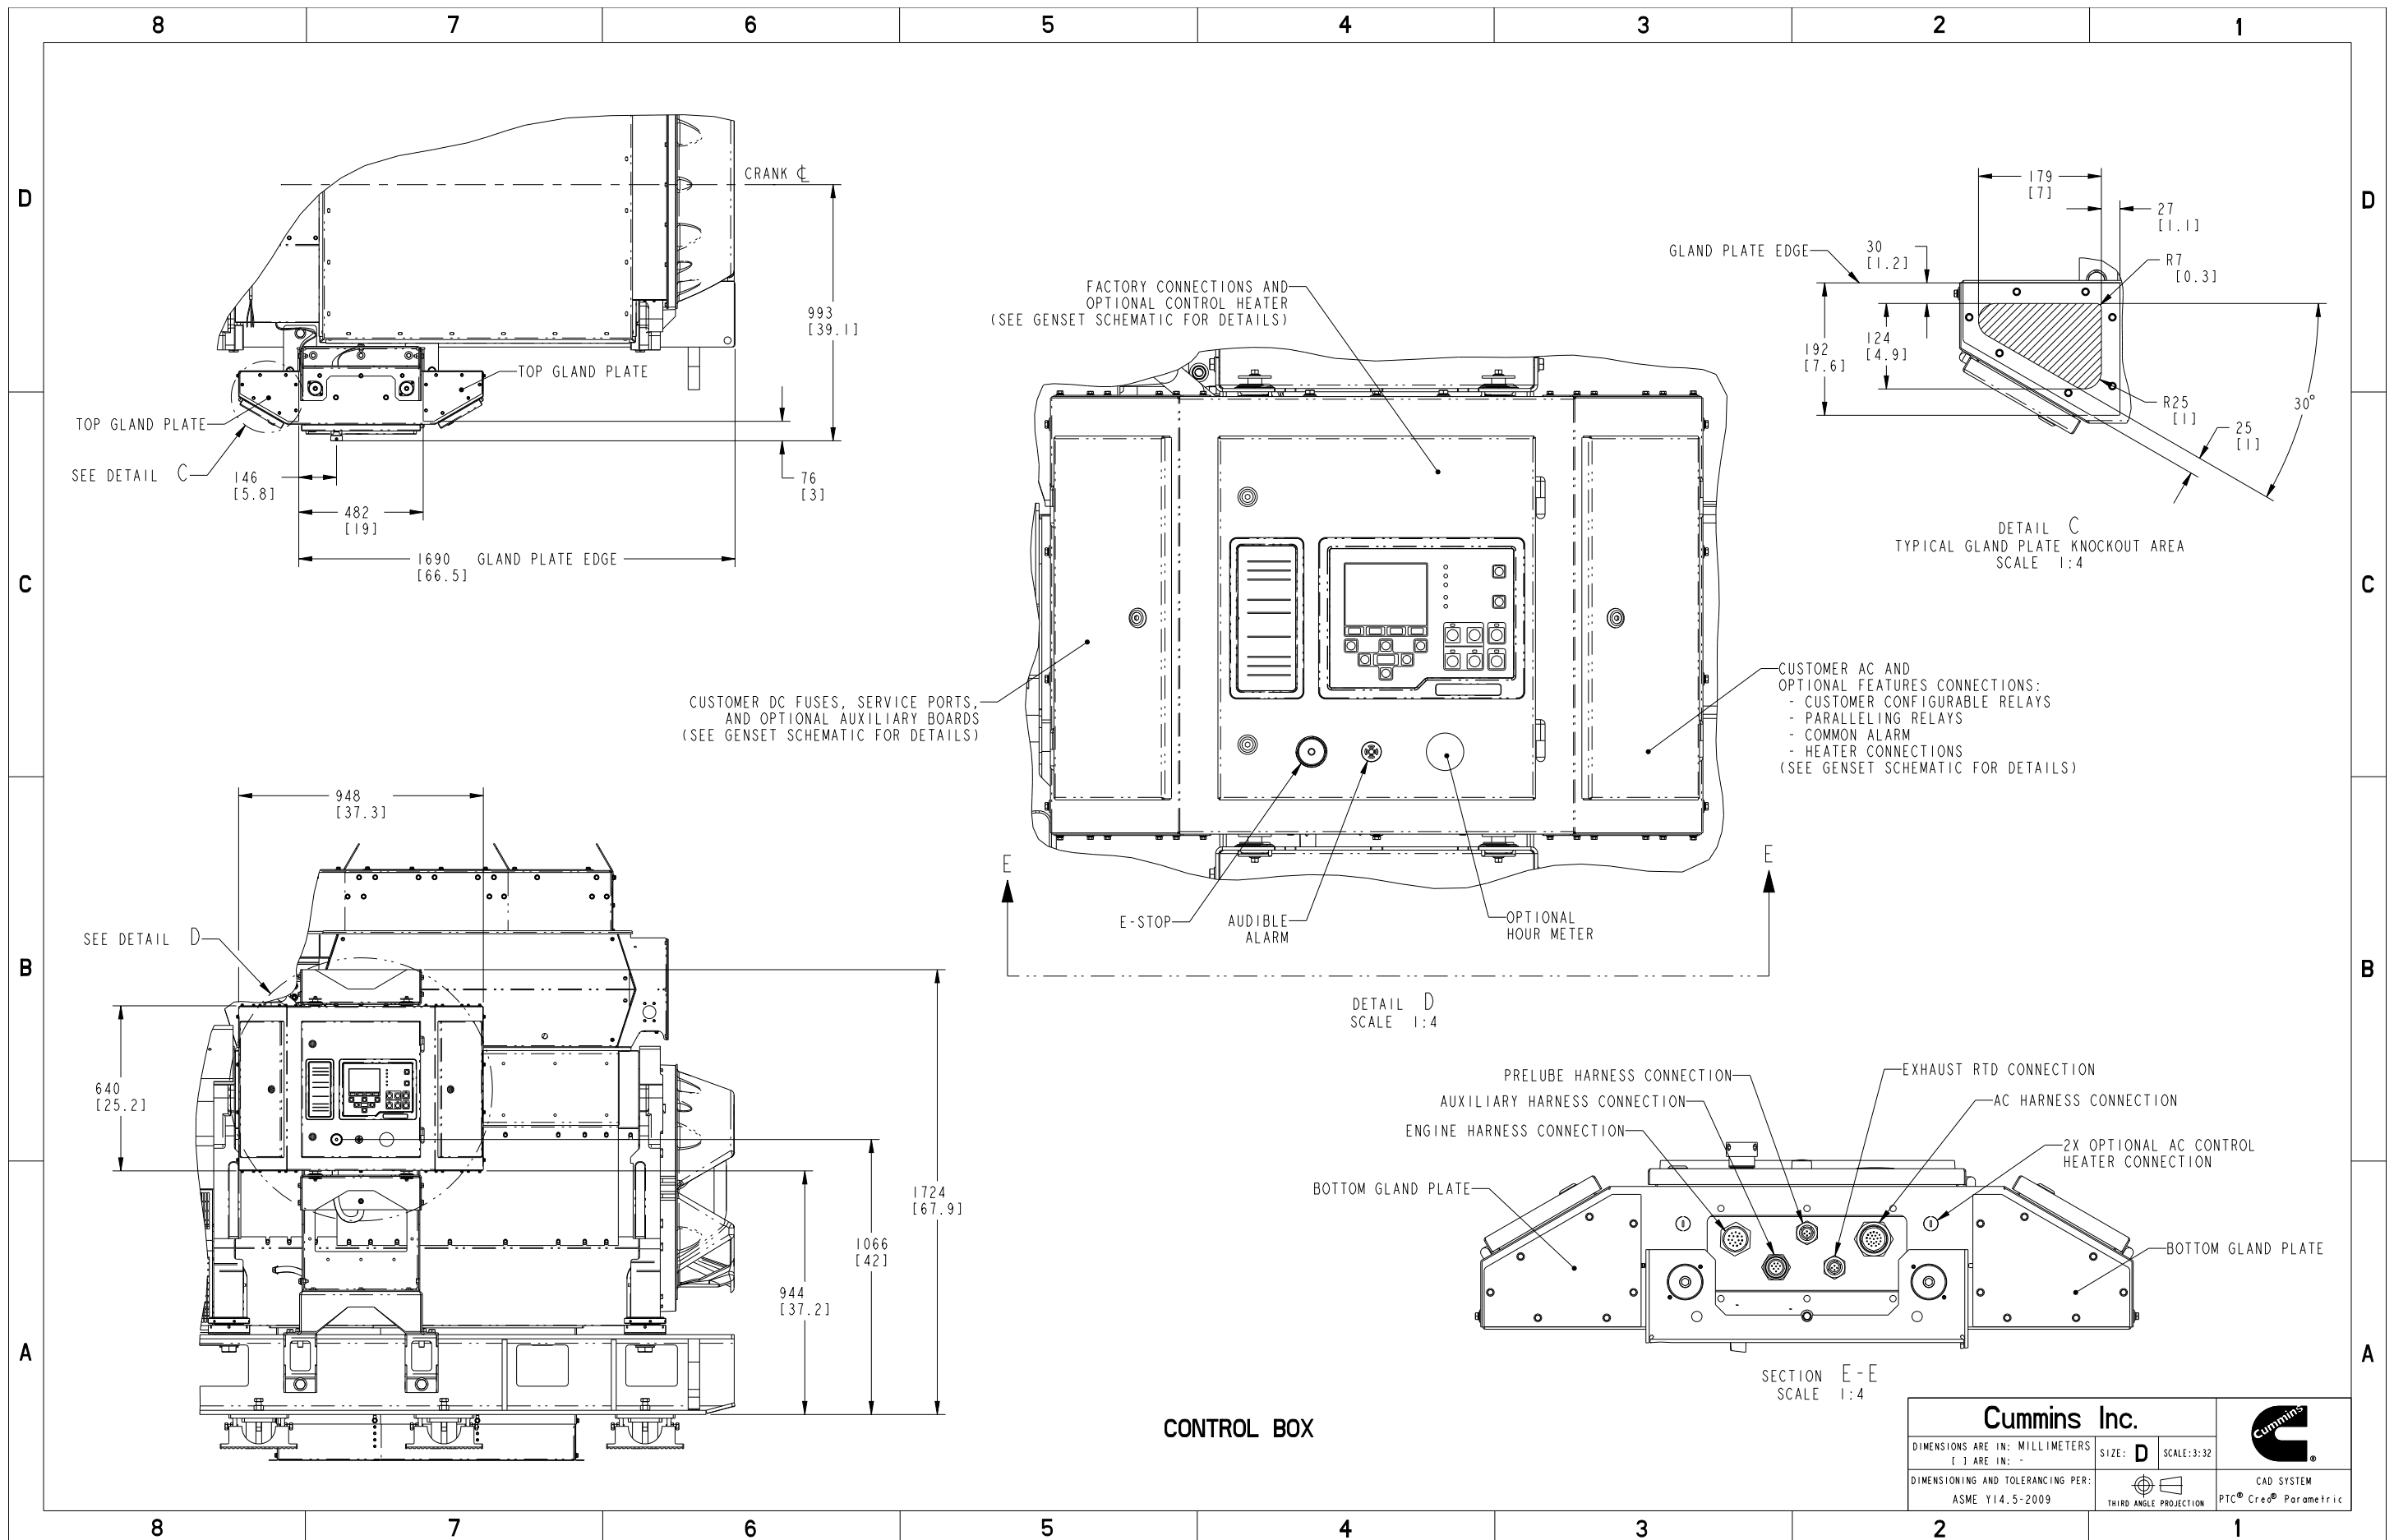 8 7 6 5 4 3 2 1
D
C
B
A
D
C
B
A
CRANK ℄
993
[39.1]
TOP GLAND PLATE
TOP GLAND PLATE
SEE DETAIL C
146
[5.8]
482
[19]
76
[3]
1690 GLAND PLATE EDGE
[66.5]
FACTORY CONNECTIONS AND
OPTIONAL CONTROL HEATER
(SEE GENSET SCHEMATIC FOR DETAILS)
CUSTOMER DC FUSES, SERVICE PORTS,
AND OPTIONAL AUXILIARY BOARDS
(SEE GENSET SCHEMATIC FOR DETAILS)
CUSTOMER AC AND
OPTIONAL FEATURES CONNECTIONS:
- CUSTOMER CONFIGURABLE RELAYS
- PARALLELING RELAYS
- COMMON ALARM
- HEATER CONNECTIONS
(SEE GENSET SCHEMATIC FOR DETAILS)
E
E
E-STOP
AUDIBLE
ALARM
OPTIONAL
HOUR METER
DETAIL D
SCALE 1:4
179
[7]
27
[1.1]
GLAND PLATE EDGE
30
[1.2]
R7
[0.3]
192
[7.6]
124
[4.9]
R25
[1]
25
[1]
30°
DETAIL C
TYPICAL GLAND PLATE KNOCKOUT AREA
SCALE 1:4
948
[37.3]
SEE DETAIL D
640
[25.2]
1724
[67.9]
1066
[42]
944
[37.2]
PRELUBE HARNESS CONNECTION
AUXILIARY HARNESS CONNECTION
ENGINE HARNESS CONNECTION
BOTTOM GLAND PLATE
EXHAUST RTD CONNECTION
AC HARNESS CONNECTION
2X OPTIONAL AC CONTROL
HEATER CONNECTION
BOTTOM GLAND PLATE
SECTION E-E
SCALE 1:4
CONTROL BOX
Cummins Inc.
DIMENSIONS ARE IN: MILLIMETERS
[ ] ARE IN: -
SIZE: D
SCALE:3:32
DIMENSIONING AND TOLERANCING PER:
ASME Y14.5-2009
THIRD ANGLE PROJECTION
Cummins
®
CAD SYSTEM
PTC® Creo® Parametric
8 7 6 5 4 3 2 1